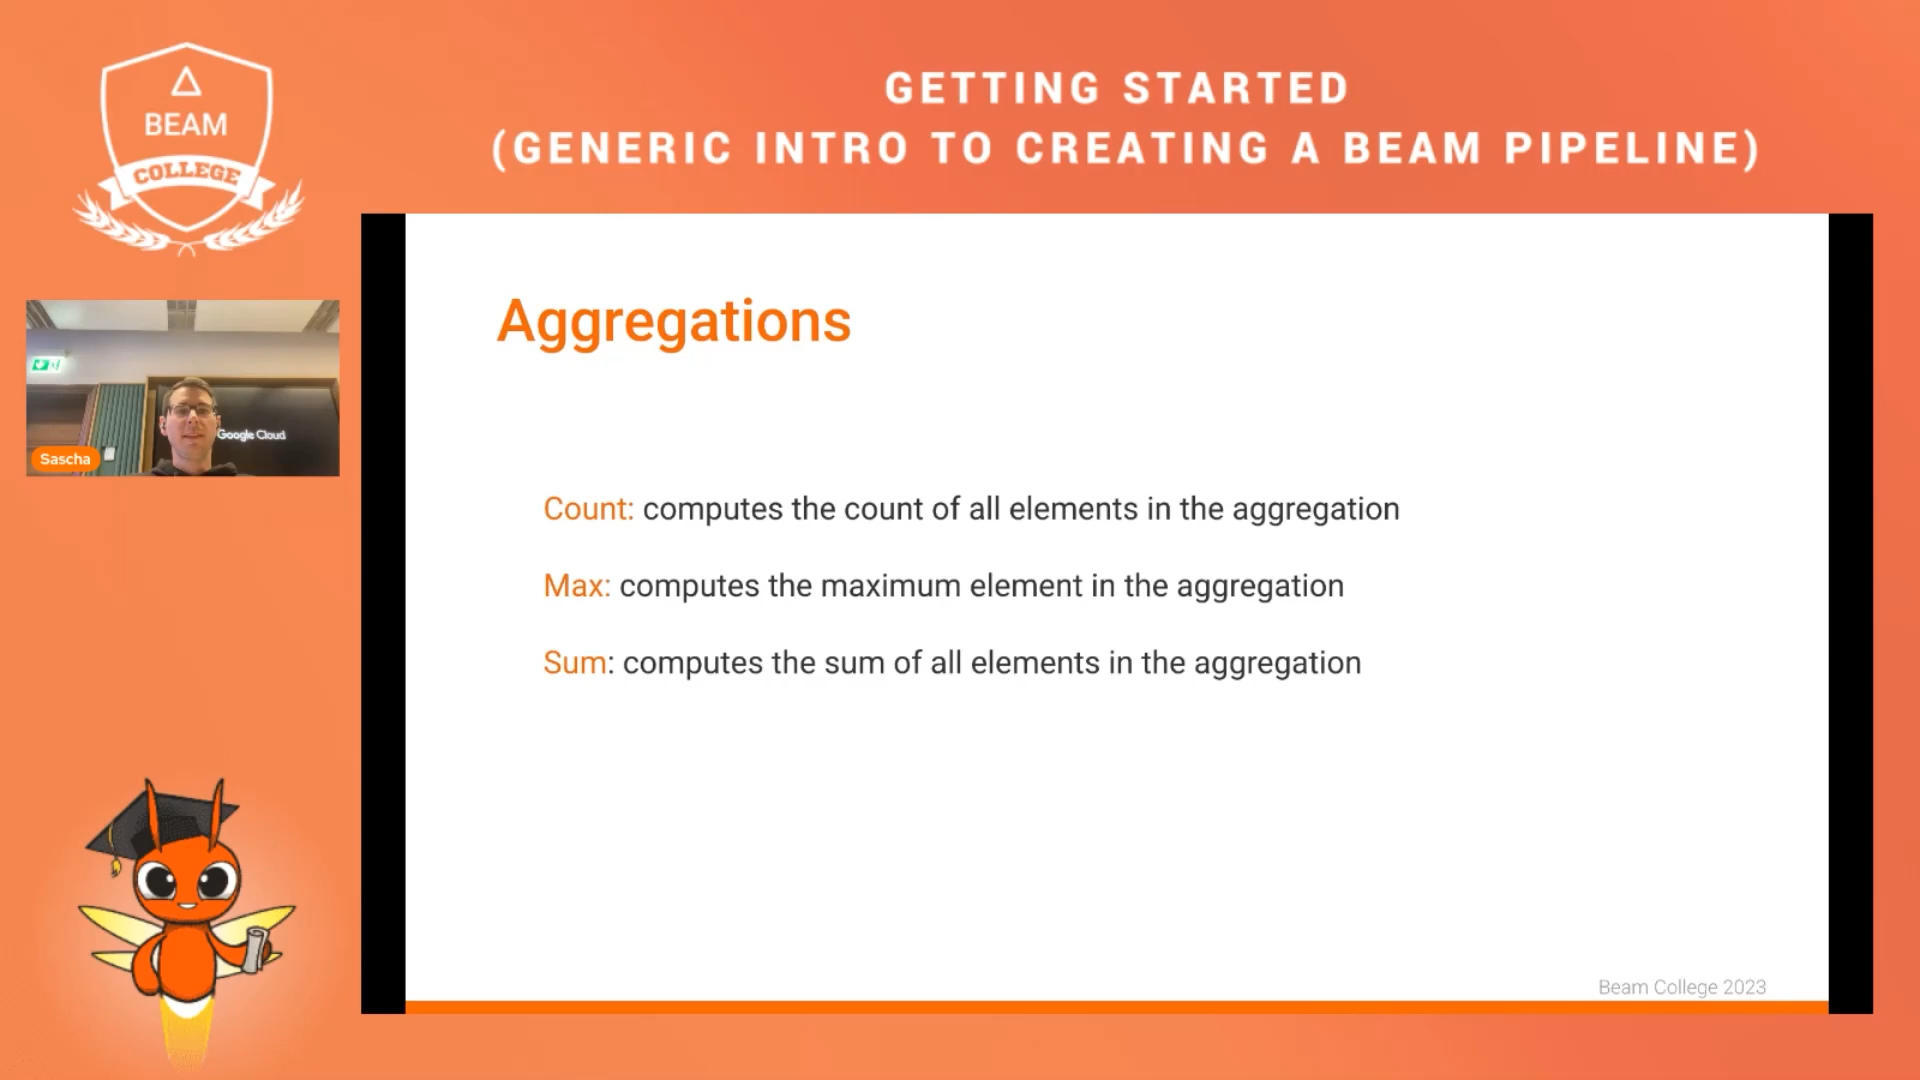 BEAM
COLLEGE
GETTING STARTED
(GENERIC INTRO TO CREATING A BEAM PIPELINE)
Google Cloud
Sascha
Aggregations
Count: computes the count of all elements in the aggregation
Max: computes the maximum element in the aggregation
Sum: computes the sum of all elements in the aggregation
Beam College 2023